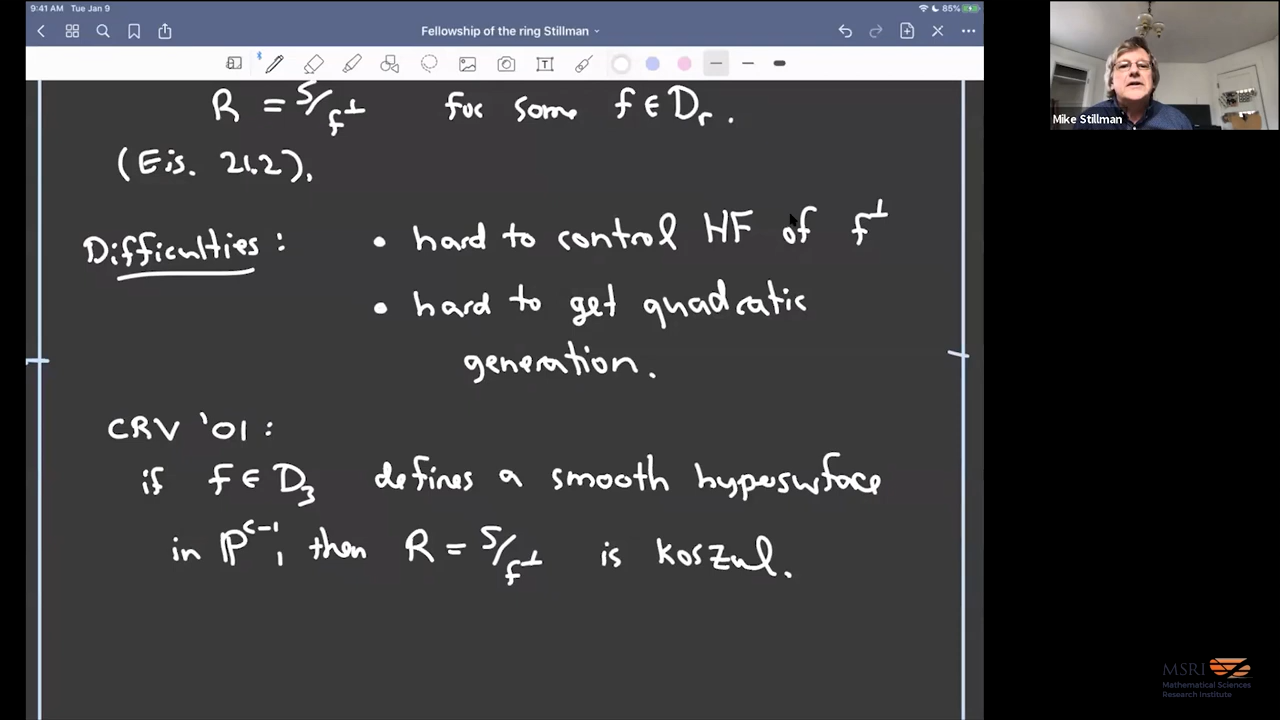 9:41 AM Tue Jan 9
85%
Fellowship of the ring Stillman
R = S/f⊥ for some f ∈ D_r.
(Eis. 21.2),
Difficulties: • hard to control HF of f⊥
• hard to get quadratic
generation.
CRV '01:
if f ∈ D_3 defines a smooth hypersurface
in ℙ^{c-1}, then R = S/f⊥ is koszul.
Mike Stillman
MSRI
Mathematical Sciences
Research Institute